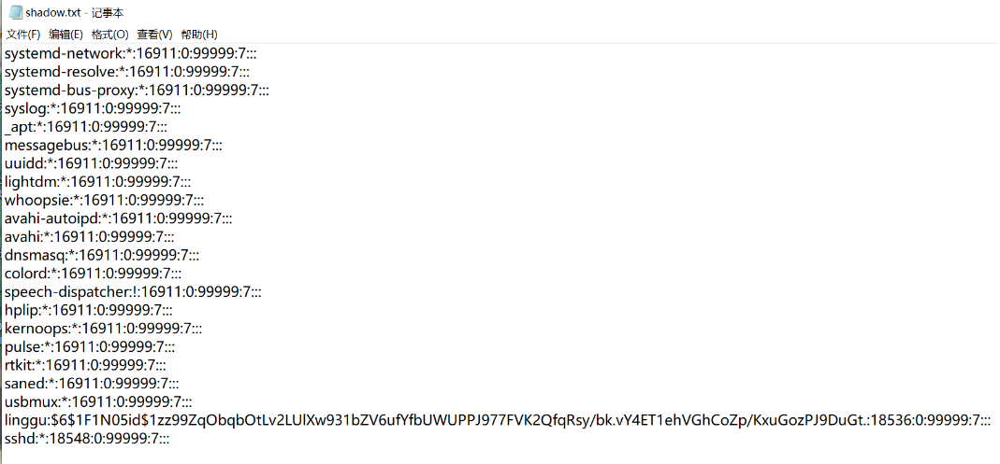 shadow.txt - 记事本
文件(F) 编辑(E) 格式(O) 查看(V) 帮助(H)
systemd-network:*:16911:0:99999:7:::
systemd-resolve:*:16911:0:99999:7:::
systemd-bus-proxy:*:16911:0:99999:7:::
syslog:*:16911:0:99999:7:::
_apt:*:16911:0:99999:7:::
messagebus:*:16911:0:99999:7:::
uuidd:*:16911:0:99999:7:::
lightdm:*:16911:0:99999:7:::
whoopsie:*:16911:0:99999:7:::
avahi-autoipd:*:16911:0:99999:7:::
avahi:*:16911:0:99999:7:::
dnsmasq:*:16911:0:99999:7:::
colord:*:16911:0:99999:7:::
speech-dispatcher:!:16911:0:99999:7:::
hplip:*:16911:0:99999:7:::
kernoops:*:16911:0:99999:7:::
pulse:*:16911:0:99999:7:::
rtkit:*:16911:0:99999:7:::
saned:*:16911:0:99999:7:::
usbmux:*:16911:0:99999:7:::
linggu:$6$1F1N05id$1zz99ZqObqbOtLv2LUlXw931bZV6ufYfbUWUPPJ977FVK2QfqRsy/bk.vY4ET1ehVGhCoZp/KxuGozPJ9DuGt.:18536:0:99999:7:::
sshd:*:18548:0:99999:7:::